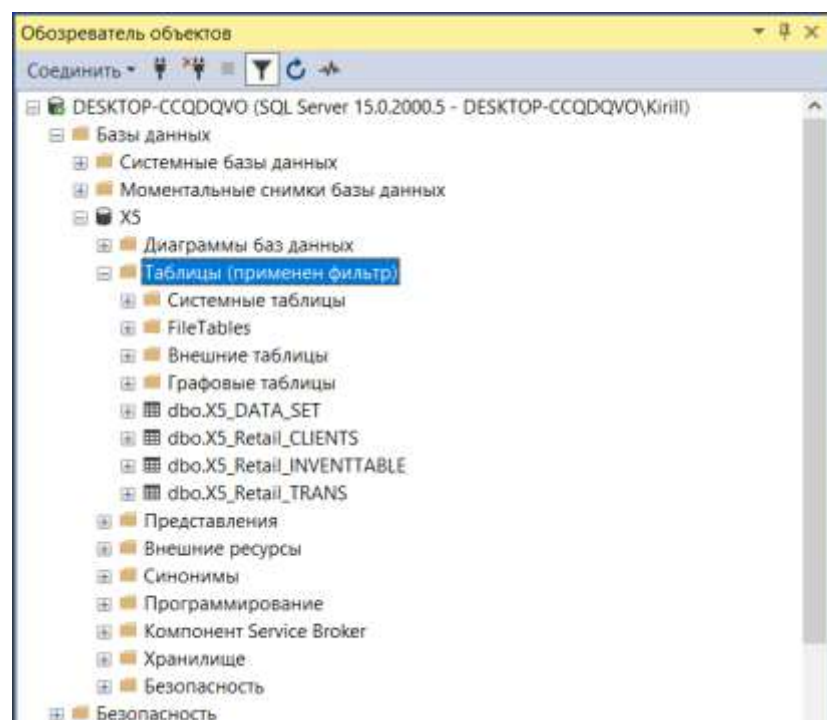 Обозреватель объектов
Соединить
DESKTOP-CCQDQVO (SQL Server 15.0.2000.5 - DESKTOP-CCQDQVO\Kirill)
Базы данных
Системные базы данных
Моментальные снимки базы данных
X5
Диаграммы баз данных
Таблицы (применен фильтр)
Системные таблицы
FileTables
Внешние таблицы
Графовые таблицы
dbo.X5_DATA_SET
dbo.X5_Retail_CLIENTS
dbo.X5_Retail_INVENTTABLE
dbo.X5_Retail_TRANS
Представления
Внешние ресурсы
Синонимы
Программирование
Компонент Service Broker
Хранилище
Безопасность
Безопасность